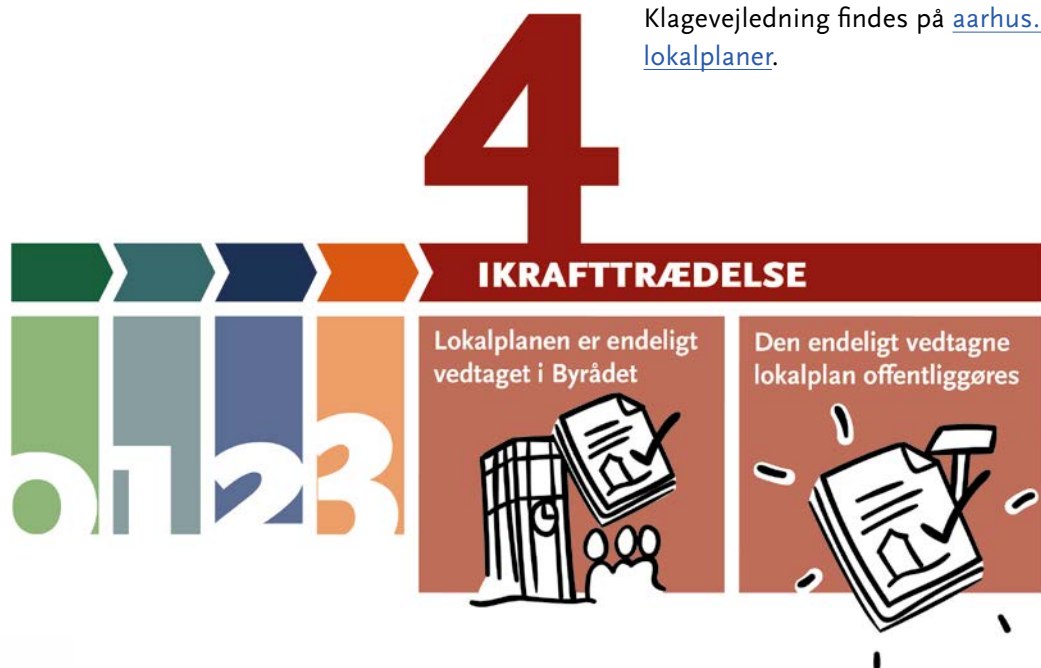 Klagevejledning findes på aarhus.
lokalplaner.
4
IKRAFTTRÆDELSE
Lokalplanen er endeligt
vedtaget i Byrådet
Den endeligt vedtagne
lokalplan offentliggøres
0 1 2 3